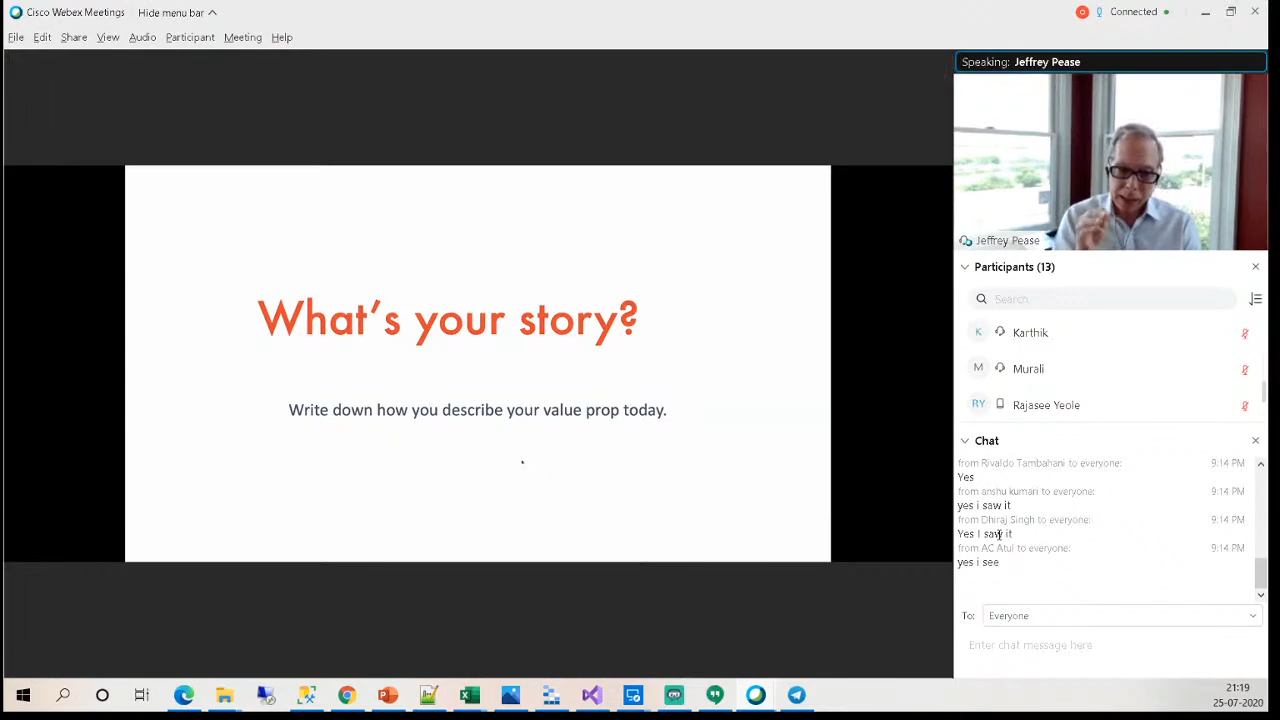 Cisco Webex Meetings Hide menu bar
Connected
File Edit Share View Audio Participant Meeting Help
Speaking: Jeffrey Pease
What's your story?
Write down how you describe your value prop today.
Jeffrey Pease
Participants (13)
Search
K Karthik
M Murali
RY Rajasee Yeole
Chat
from Rivaldo Tambahani to everyone: 9:14 PM
Yes
from anshu kumari to everyone: 9:14 PM
yes i saw it
from Dhiraj Singh to everyone: 9:14 PM
Yes I saw it
from AC Atul to everyone: 9:14 PM
yes i see
To: Everyone
Enter chat message here
21:19
25-07-2020